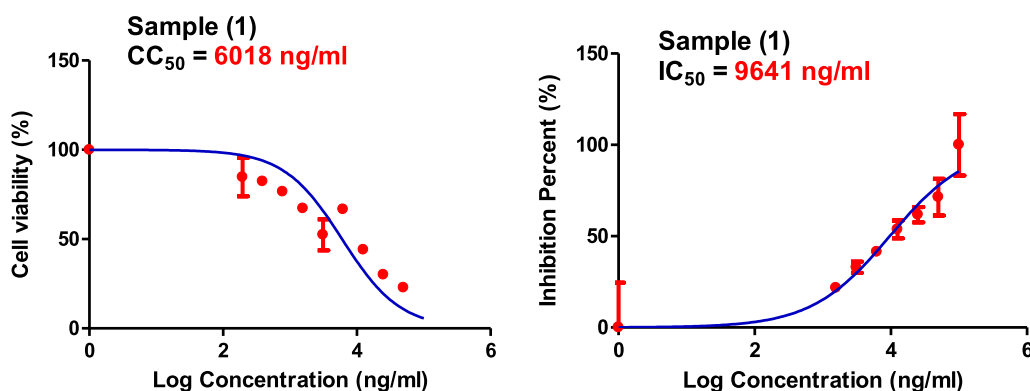 Sample (1)
CC50 = 6018 ng/ml
150
100
50
0
0
2
4
6
Cell viability (%)
Log Concentration (ng/ml)
Sample (1)
IC50 = 9641 ng/ml
150
100
50
0
0
2
4
6
Inhibition Percent (%)
Log Concentration (ng/ml)